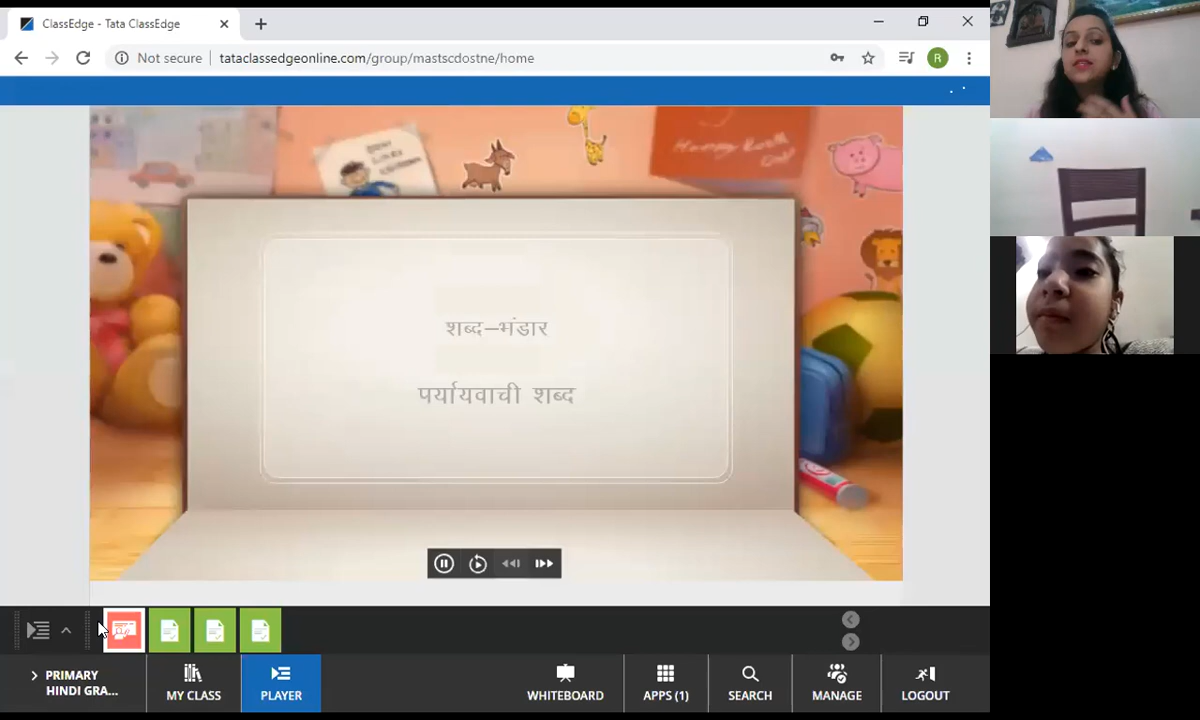 ClassEdge - Tata ClassEdge
Not secure
tataclassedgeonline.com/group/mastscdostne/home
R
शब्द–भंडार
पर्यायवाची शब्द
PRIMARY
HINDI GRA...
MY CLASS
PLAYER
WHITEBOARD
APPS (1)
SEARCH
MANAGE
LOGOUT